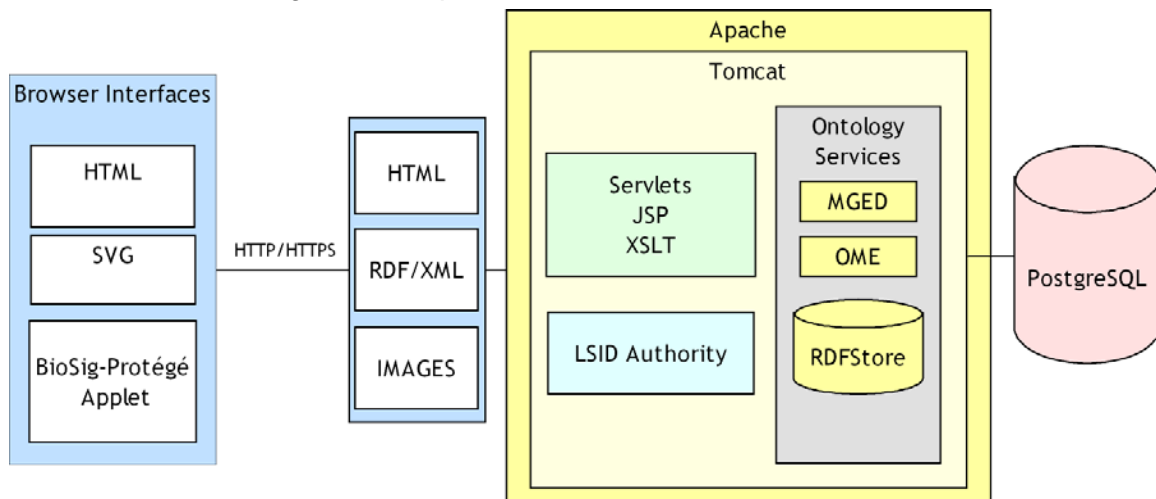 Browser Interfaces
HTML
SVG
BioSig-Protégé
Applet
HTTP/HTTPS
HTML
RDF/XML
IMAGES
Apache
Tomcat
Servlets
JSP
XSLT
LSID Authority
Ontology
Services
MGED
OME
RDFStore
PostgreSQL